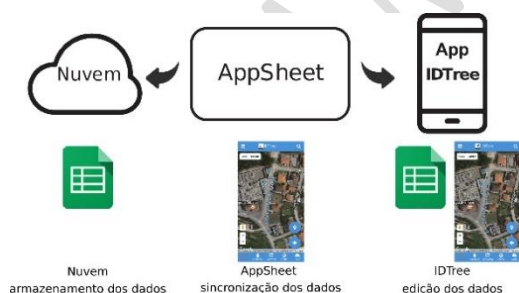 Nuvem
AppSheet
App
IDTree
Nuvem
armazenamento dos dados
AppSheet
sincronização dos dados
IDTree
edição dos dados